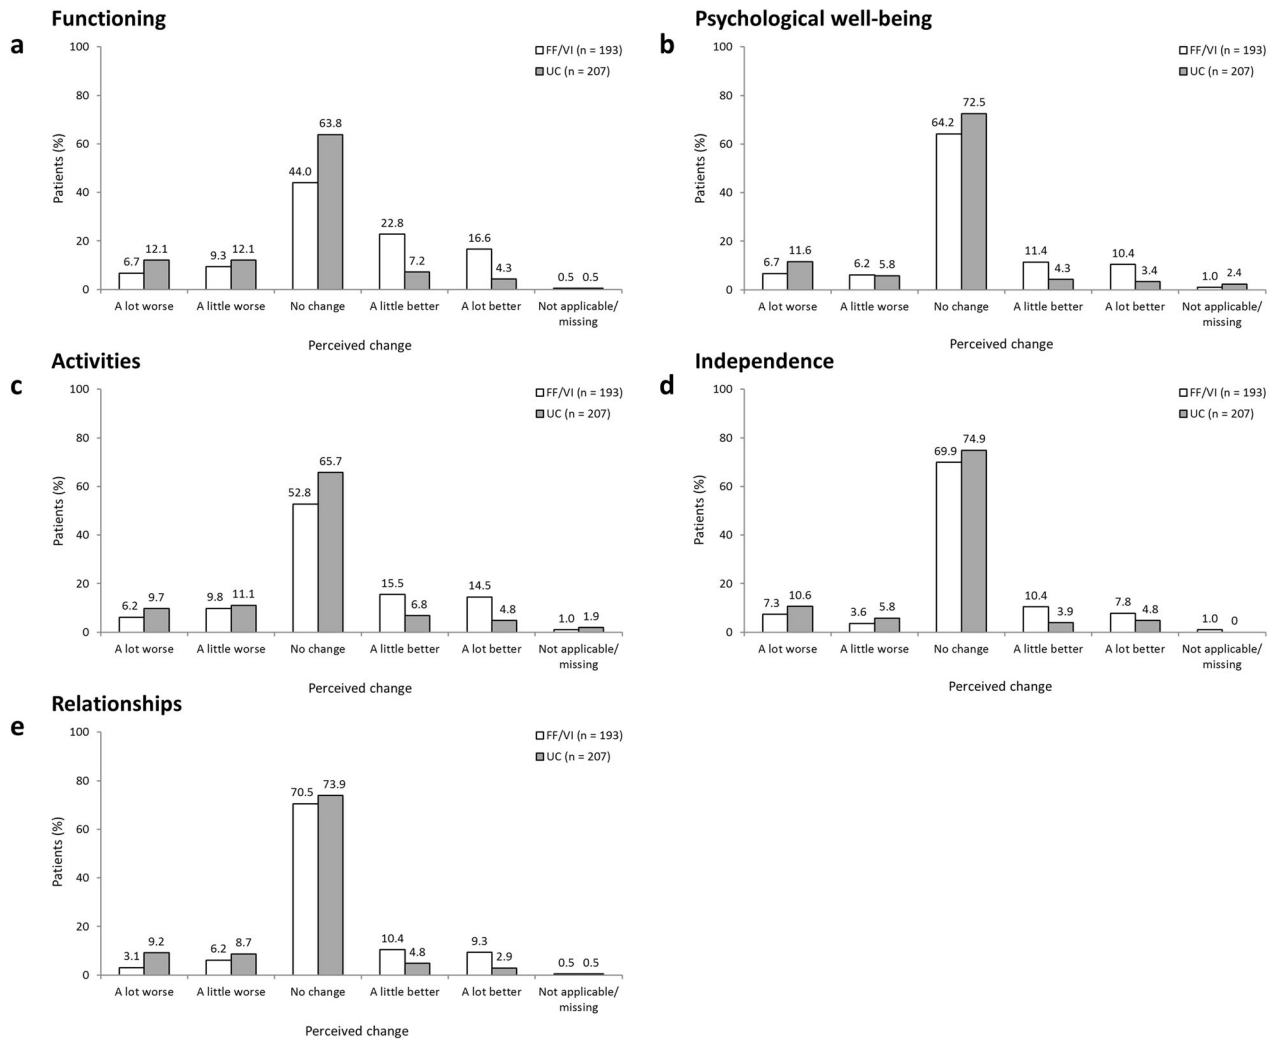 Functioning
a
100
80
60
40
20
0
Patients (%)
FF/VI (n = 193)
UC (n = 207)
6.7 12.1 9.3 12.1 44.0 63.8 22.8 7.2 16.6 4.3 0.5 0.5
A lot worse A little worse No change A little better A lot better Not applicable/
missing
Perceived change
Psychological well-being
b
100
80
60
40
20
0
Patients (%)
FF/VI (n = 193)
UC (n = 207)
6.7 11.6 6.2 5.8 64.2 72.5 11.4 4.3 10.4 3.4 1.0 2.4
A lot worse A little worse No change A little better A lot better Not applicable/
missing
Perceived change
Activities
c
100
80
60
40
20
0
Patients (%)
FF/VI (n = 193)
UC (n = 207)
6.2 9.7 9.8 11.1 52.8 65.7 15.5 6.8 14.5 4.8 1.0 1.9
A lot worse A little worse No change A little better A lot better Not applicable/
missing
Perceived change
Independence
d
100
80
60
40
20
0
Patients (%)
FF/VI (n = 193)
UC (n = 207)
7.3 10.6 3.6 5.8 69.9 74.9 10.4 3.9 7.8 4.8 1.0 0
A lot worse A little worse No change A little better A lot better Not applicable/
missing
Perceived change
Relationships
e
100
80
60
40
20
0
Patients (%)
FF/VI (n = 193)
UC (n = 207)
3.1 9.2 6.2 8.7 70.5 73.9 10.4 4.8 9.3 2.9 0.5 0.5
A lot worse A little worse No change A little better A lot better Not applicable/
missing
Perceived change